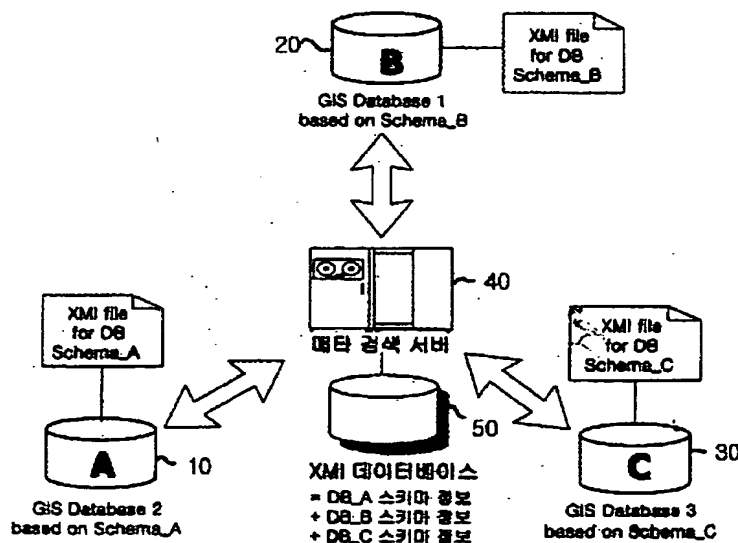 20
B
XMI file
for DB
Schema_B
GIS Database 1
based on Schema_B
40
메타 검색 서버
XMI file
for DB
Schema_A
XMI file
for DB
Schema_C
A
10
50
C
30
XMI 데이터베이스
= DB_A 스키마 정보
+ DB_B 스키마 정보
+ DB_C 스키마 정보
GIS Database 2
based on Schema_A
GIS Database 3
based on Schema_C